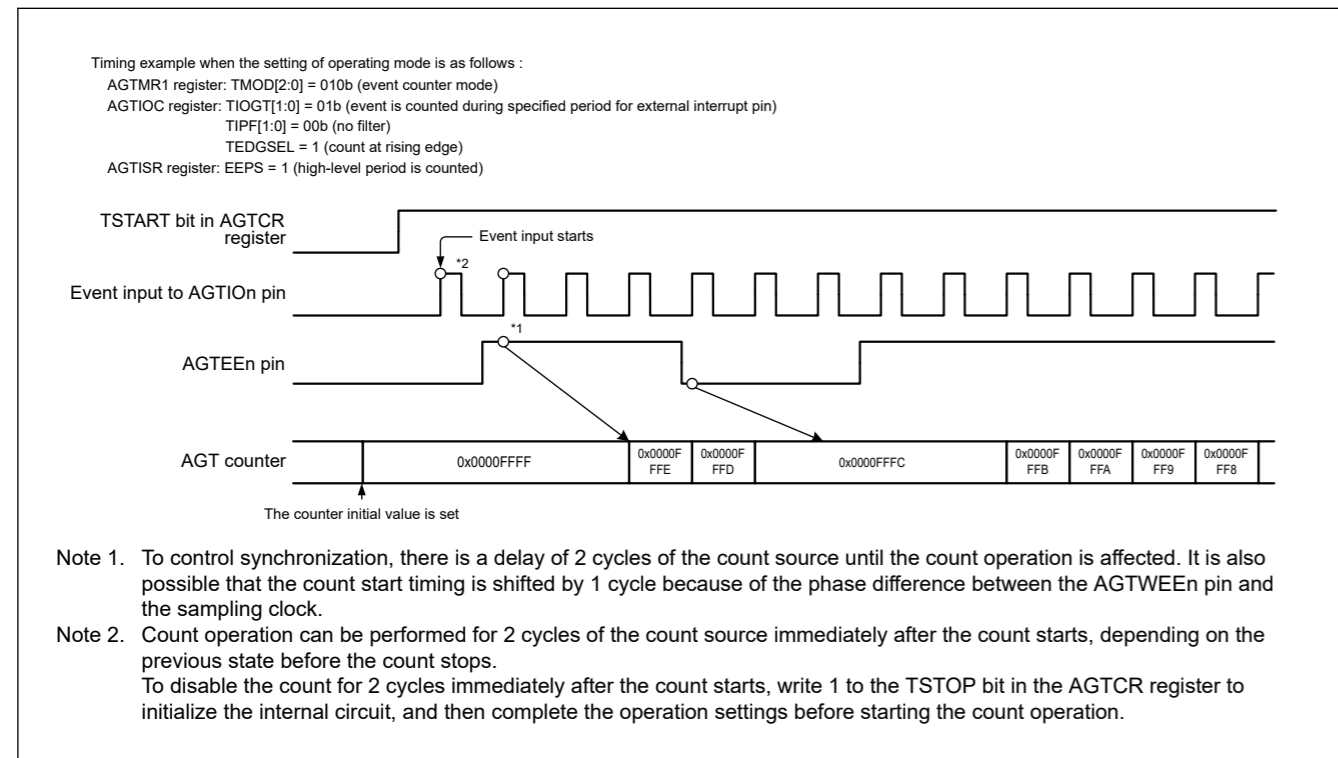 Timing example when the setting of operating mode is as follows :
AGTMR1 register: TMOD[2:0] = 010b (event counter mode)
AGTIOC register: TIOGT[1:0] = 01b (event is counted during specified period for external interrupt pin)
TIPF[1:0] = 00b (no filter)
TEDGSEL = 1 (count at rising edge)
AGTISR register: EEPS = 1 (high-level period is counted)
TSTART bit in AGTCR
register
Event input starts
*2
Event input to AGTIOn pin
*1
AGTEEn pin
AGT counter
0x0000FFFF
0x0000F
FFE
0x0000F
FFD
0x0000FFFC
0x0000F
FFB
0x0000F
FFA
0x0000F
FF9
0x0000F
FF8
The counter initial value is set
Note 1. To control synchronization, there is a delay of 2 cycles of the count source until the count operation is affected. It is also
possible that the count start timing is shifted by 1 cycle because of the phase difference between the AGTWEEn pin and
the sampling clock.
Note 2. Count operation can be performed for 2 cycles of the count source immediately after the count starts, depending on the
previous state before the count stops.
To disable the count for 2 cycles immediately after the count starts, write 1 to the TSTOP bit in the AGTCR register to
initialize the internal circuit, and then complete the operation settings before starting the count operation.